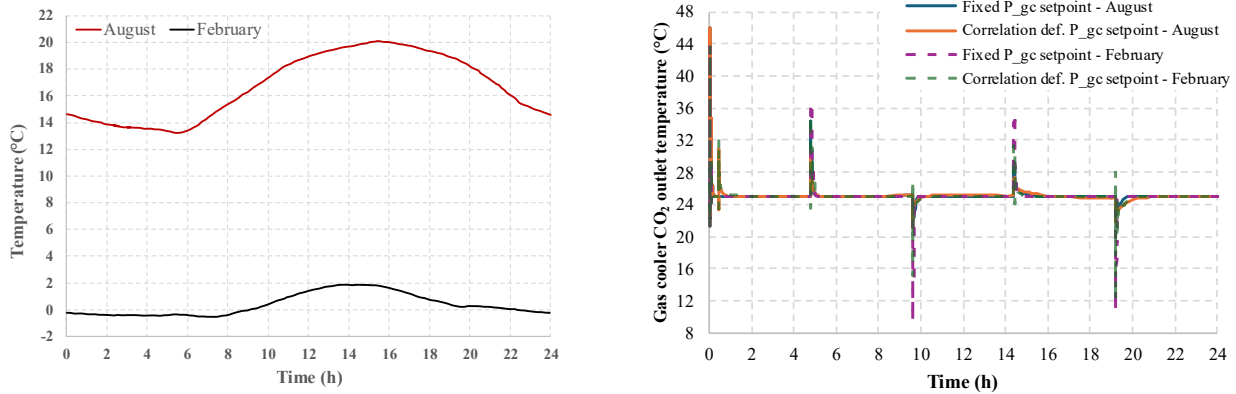 August February
Temperature (°C)
22
20
18
16
14
12
10
8
6
4
2
0
-2
0 2 4 6 8 10 12 14 16 18 20 22 24
Time (h)
Fixed P_gc setpoint - August
Correlation def. P_gc setpoint - August
Fixed P_gc setpoint - February
Correlation def. P_gc setpoint - February
Gas cooler CO₂ outlet temperature (°C)
48
44
40
36
32
28
24
20
16
12
8
0 2 4 6 8 10 12 14 16 18 20 22 24
Time (h)